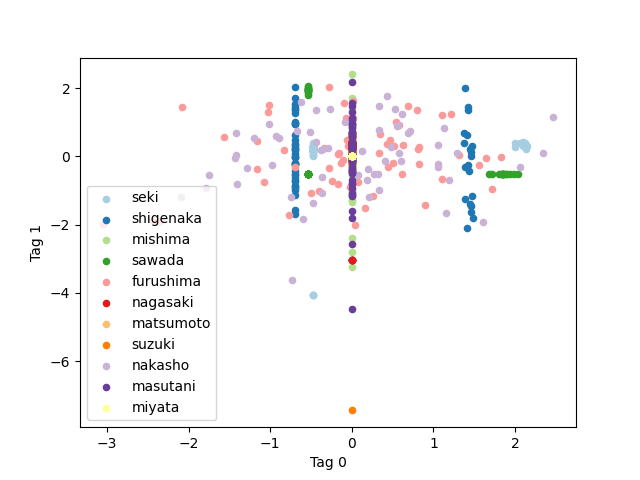 2
0
−2
−4
−6
Tag 1
seki
shigenaka
mishima
sawada
furushima
nagasaki
matsumoto
suzuki
nakasho
masutani
miyata
−3 −2 −1 0 1 2
Tag 0